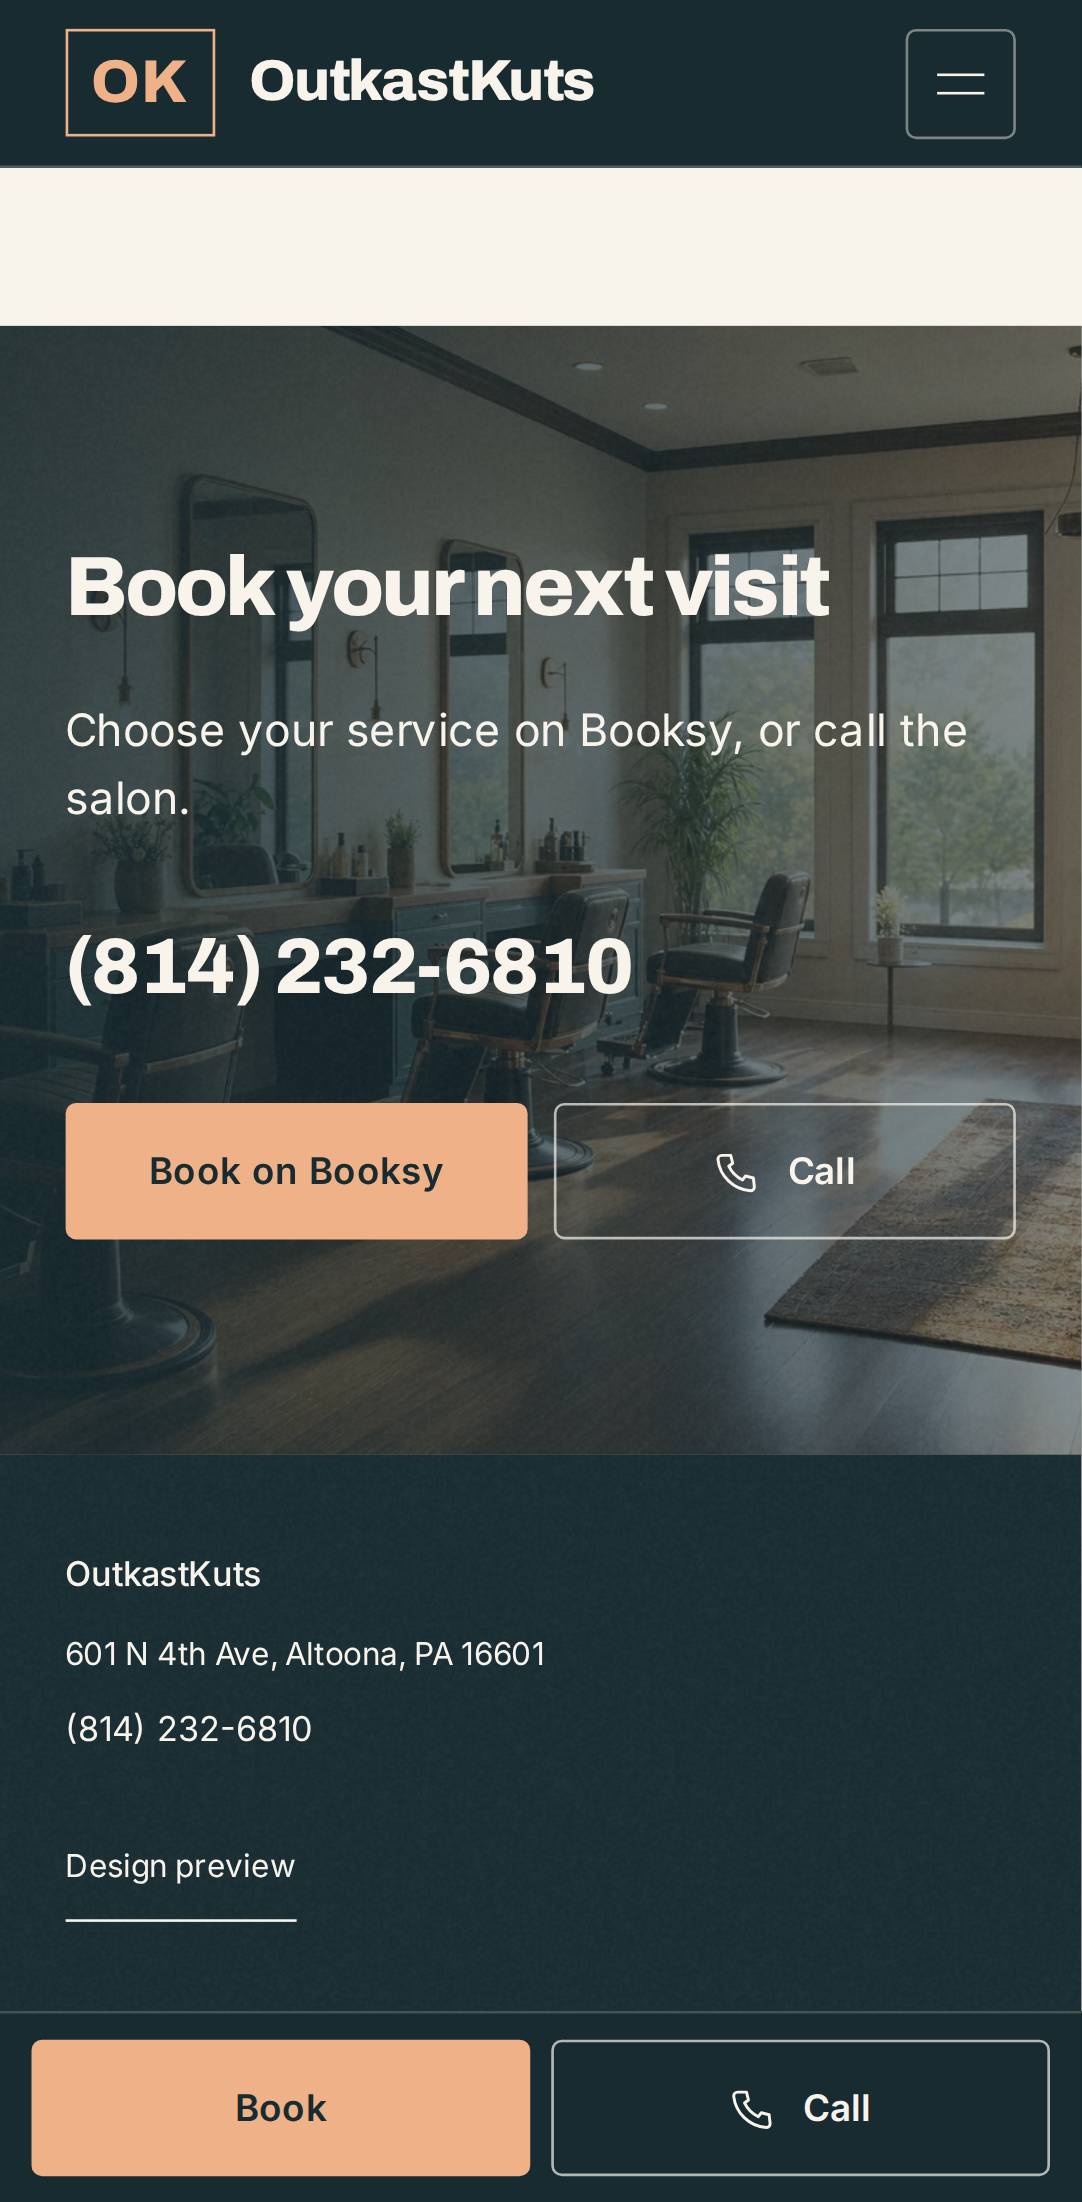 OK OutkastKuts
Book your next visit
Choose your service on Booksy, or call the
salon.
(814) 232-6810
Book on Booksy Call
OutkastKuts
601 N 4th Ave, Altoona, PA 16601
(814) 232-6810
Design preview
Book Call